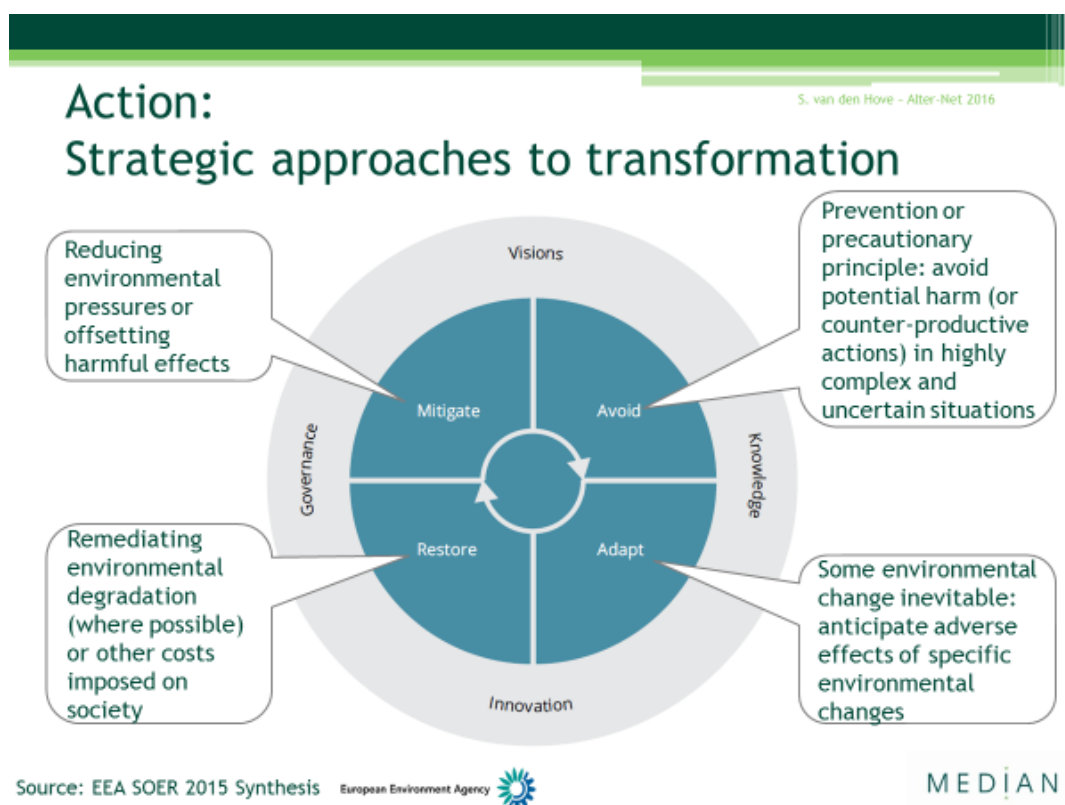 S. van den Hove – Alter-Net 2016
Action:
Strategic approaches to transformation
Reducing
environmental
pressures or
offsetting
harmful effects
Prevention or
precautionary
principle: avoid
potential harm (or
counter-productive
actions) in highly
complex and
uncertain situations
Visions
Mitigate
Avoid
Governance
Knowledge
Restore
Adapt
Innovation
Remediating
environmental
degradation
(where possible)
or other costs
imposed on
society
Some environmental
change inevitable:
anticipate adverse
effects of specific
environmental
changes
Source: EEA SOER 2015 Synthesis
European Environment Agency
MEDIAN